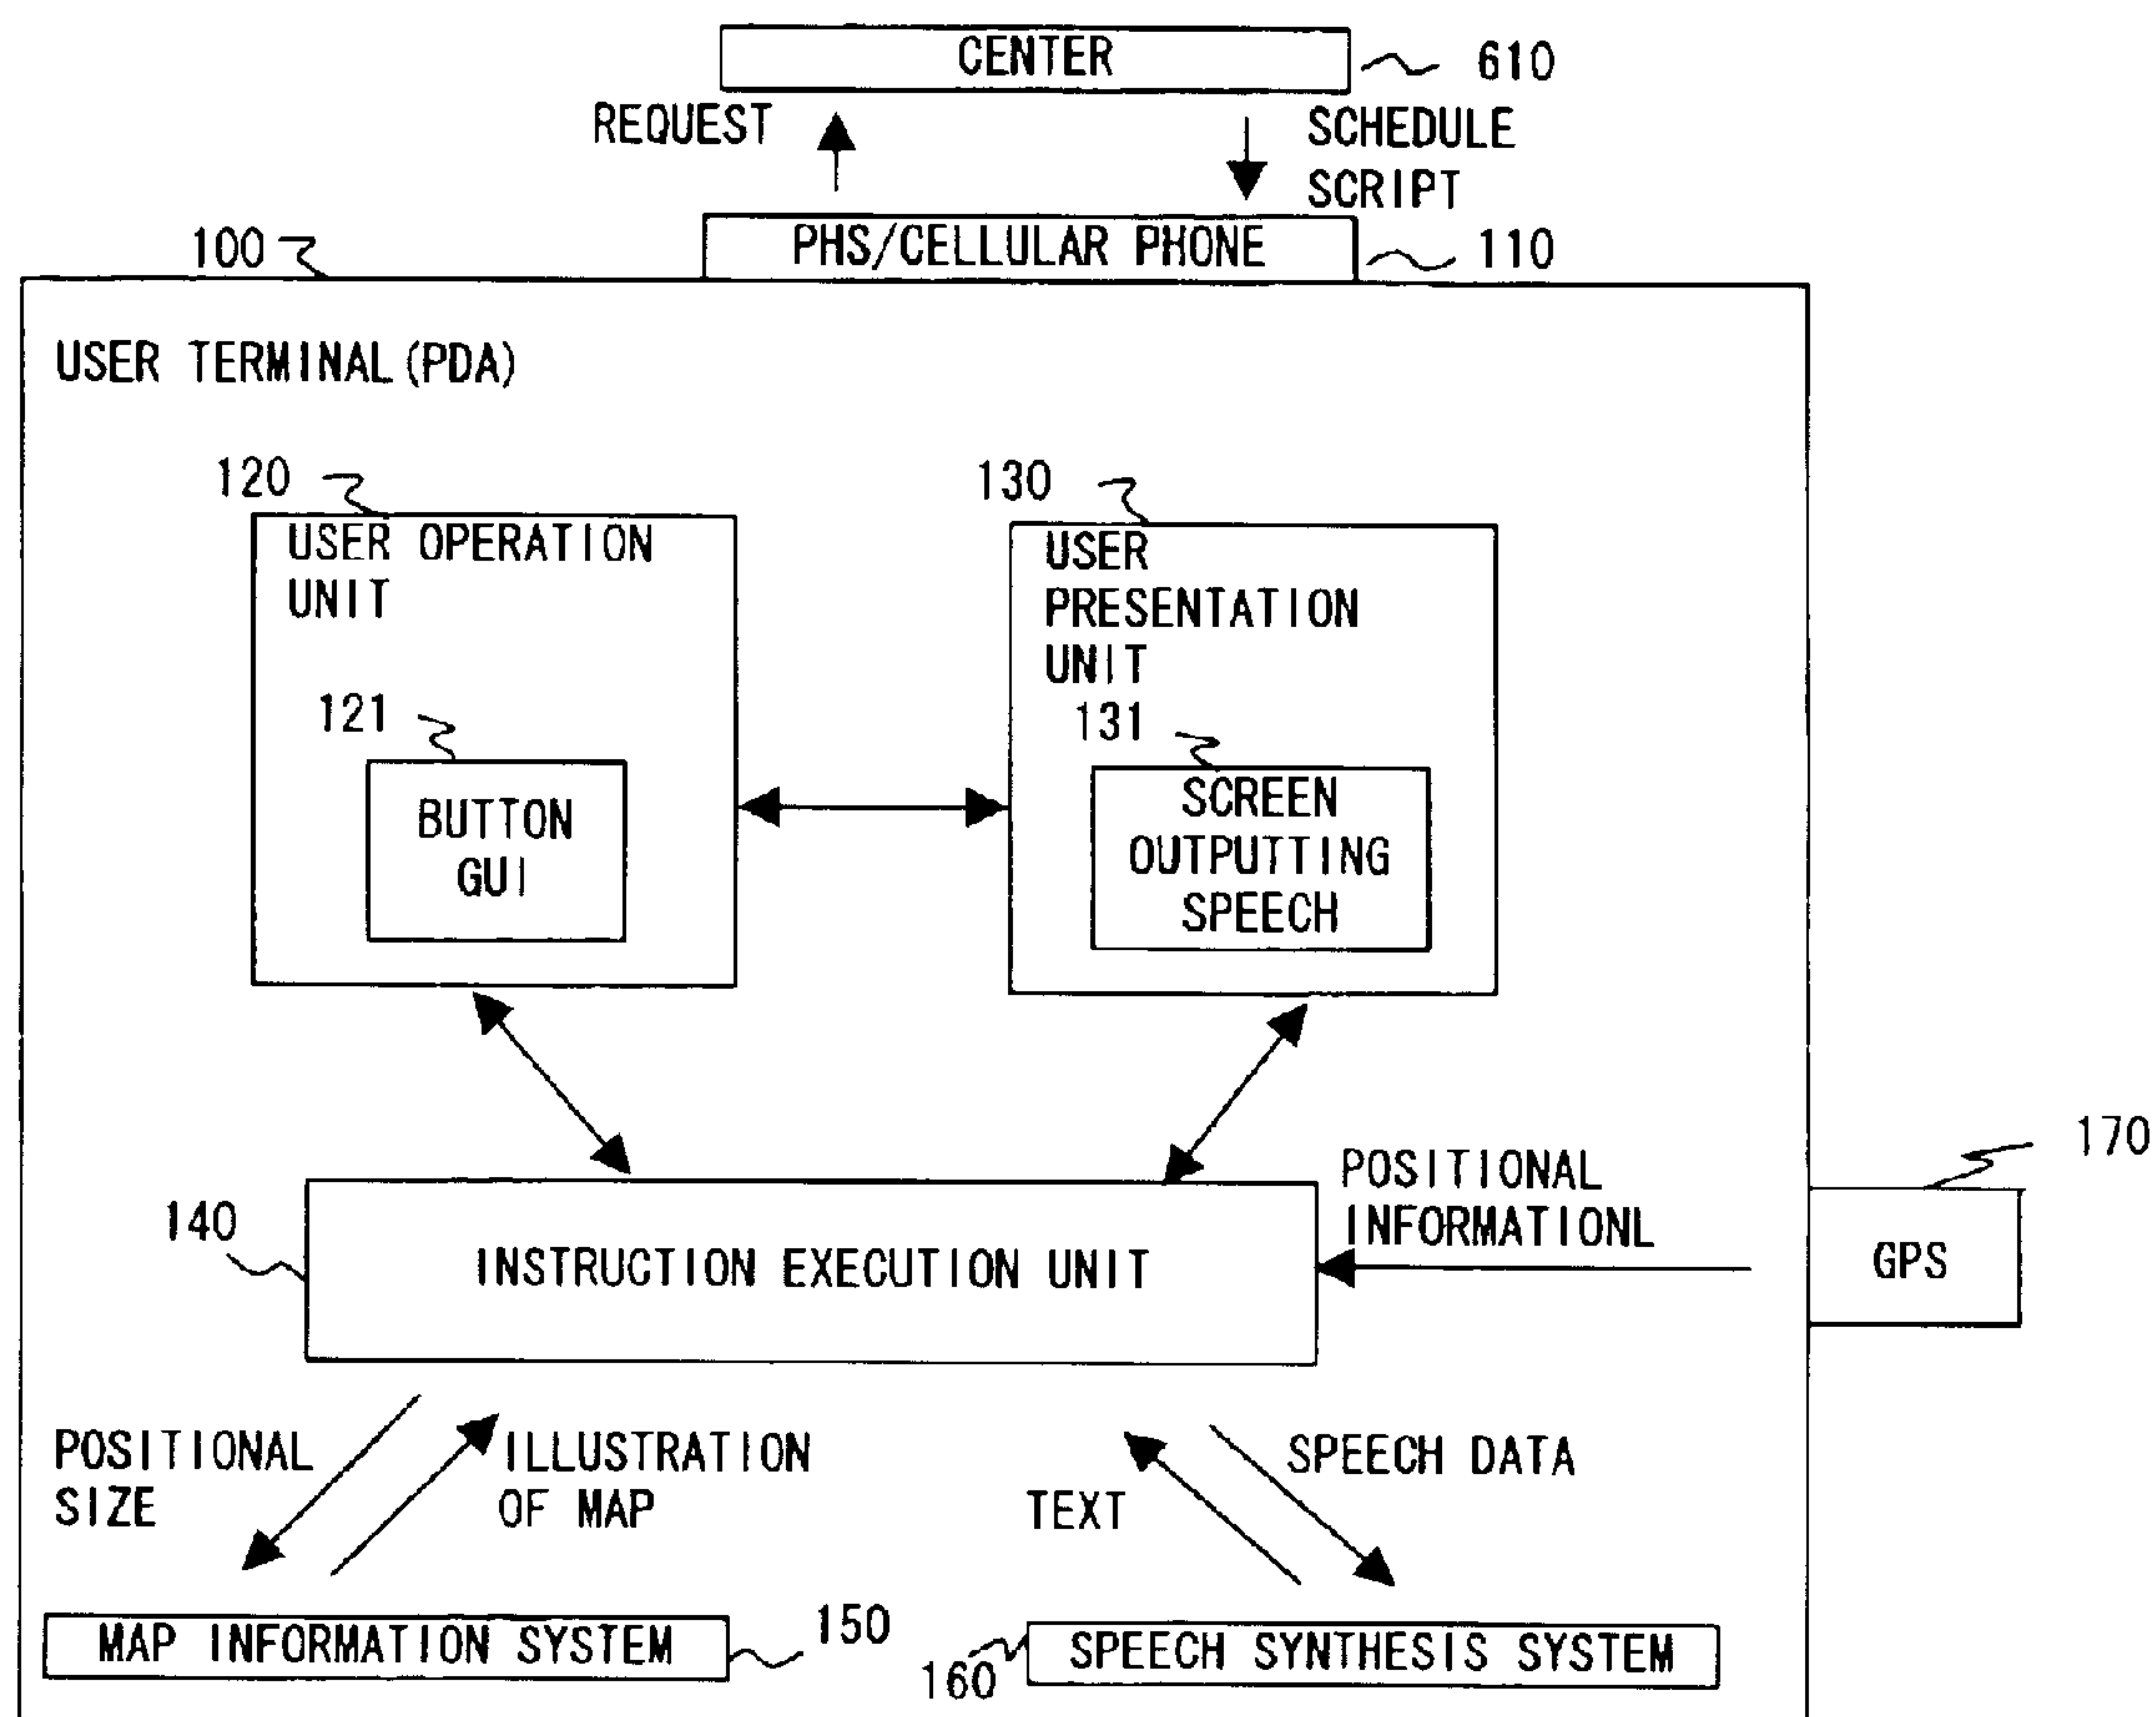 CENTER
610
REQUEST
SCHEDULE
SCRIPT
100
PHS/CELLULAR PHONE
110
USER TERMINAL(PDA)
120
USER OPERATION
UNIT
130
USER
PRESENTATION
UNIT
121
BUTTON
GUI
131
SCREEN
OUTPUTTING
SPEECH
170
POSITIONAL
INFORMATIONL
140
INSTRUCTION EXECUTION UNIT
GPS
POSITIONAL
SIZE
ILLUSTRATION
OF MAP
SPEECH DATA
TEXT
MAP INFORMATION SYSTEM
150
160
SPEECH SYNTHESIS SYSTEM